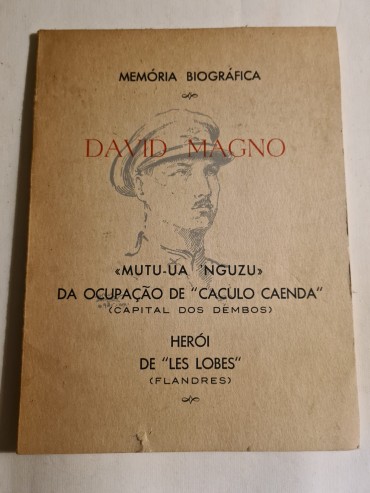 MEMÓRIA BIOGRÁFICA
DAVID MAGNO
«MUTU-UA 'NGUZU»
DA OCUPAÇÃO DE "CACULO CAENDA"
(CAPITAL DOS DEMBOS)
HERÓI
DE "LES LOBES"
(FLANDRES)